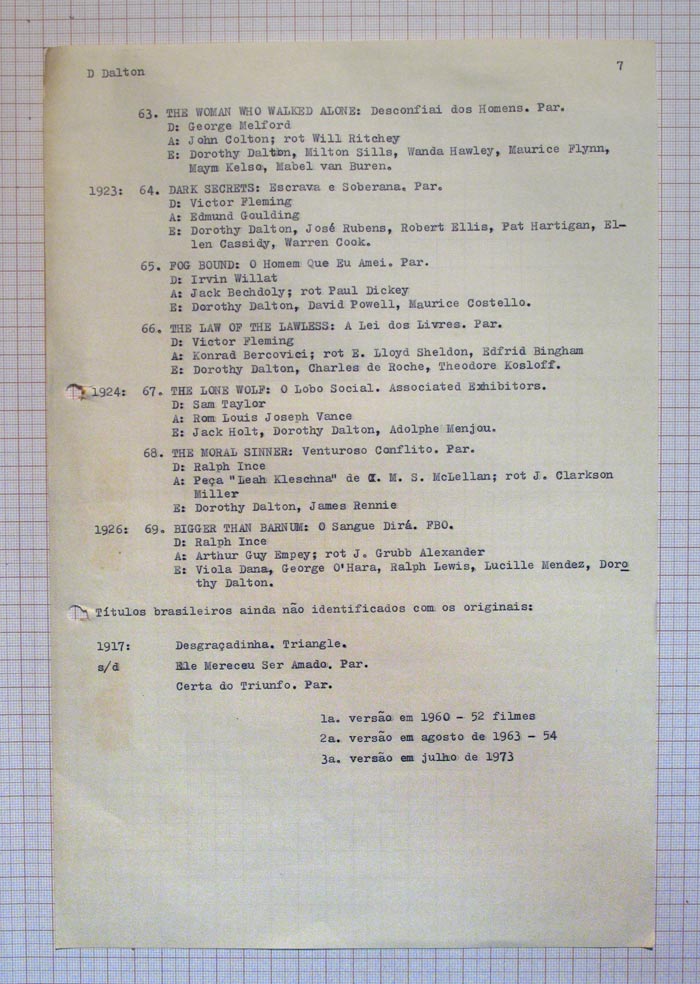 D Dalton
7
63. THE WOMAN WHO WALKED ALONE: Desconfiai dos Homens. Par.
D: George Melford
A: John Colton; rot Will Ritchey
E: Dorothy Dalton, Milton Sills, Wanda Hawley, Maurice Flynn,
Maym Kelso, Mabel van Buren.
1923: 64. DARK SECRETS: Escrava e Soberana. Par.
D: Victor Fleming
A: Edmund Goulding
E: Dorothy Dalton, José Rubens, Robert Ellis, Pat Hartigan, El-
len Cassidy, Warren Cook.
65. FOG BOUND: O Homem Que Eu Amei. Par.
D: Irvin Willat
A: Jack Bechdoly; rot Paul Dickey
E: Dorothy Dalton, David Powell, Maurice Costello.
66. THE LAW OF THE LAWLESS: A Lei dos Livres. Par.
D: Victor Fleming
A: Konrad Bercovici; rot E. Lloyd Sheldon, Edfrid Bingham
E: Dorothy Dalton, Charles de Roche, Theodore Kosloff.
1924: 67. THE LONE WOLF: O Lobo Social. Associated Exhibitors.
D: Sam Taylor
A: Rom Louis Joseph Vance
E: Jack Holt, Dorothy Dalton, Adolphe Menjou.
68. THE MORAL SINNER: Venturoso Conflito. Par.
D: Ralph Ince
A: Peça "Leah Kleschna" de C. M. S. McLellan; rot J. Clarkson
Miller
E: Dorothy Dalton, James Rennie
1926: 69. BIGGER THAN BARNUM: O Sangue Dirá. FBO.
D: Ralph Ince
A: Arthur Guy Empey; rot J. Grubb Alexander
E: Viola Dana, George O'Hara, Ralph Lewis, Lucille Mendez, Doro
thy Dalton.
Títulos brasileiros ainda não identificados com os originais:
1917: Desgraçadinha. Triangle.
s/d Ele Mereceu Ser Amado. Par.
Certa do Triunfo. Par.
1a. versão em 1960 - 52 filmes
2a. versão em agosto de 1963 - 54
3a. versão em julho de 1973